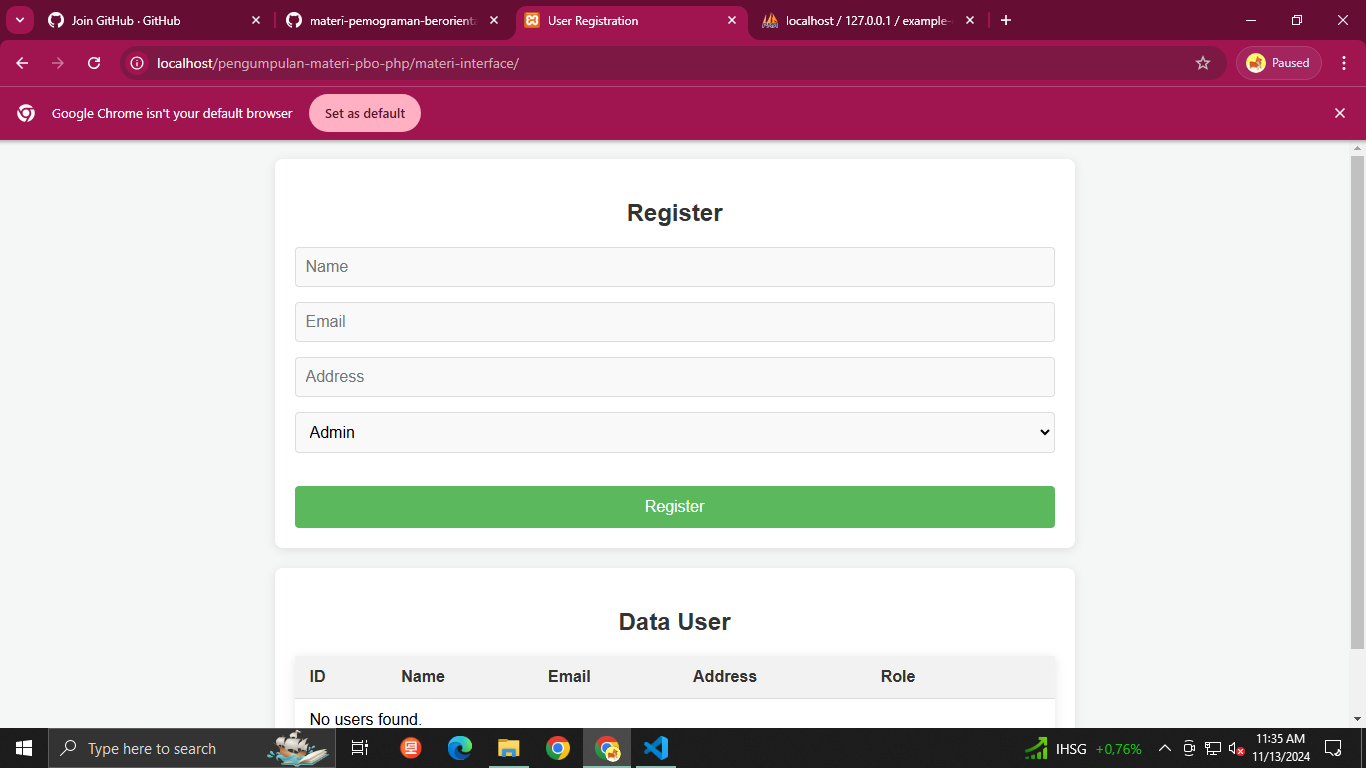 Join GitHub · GitHub
materi-pemograman-berorienta
User Registration
localhost / 127.0.0.1 / example-
localhost/pengumpulan-materi-pbo-php/materi-interface/
Paused
Google Chrome isn't your default browser
Set as default
Register
Name
Email
Address
Admin
Register
Data User
ID Name Email Address Role
No users found.
Type here to search
IHSG +0,76%
11:35 AM
11/13/2024